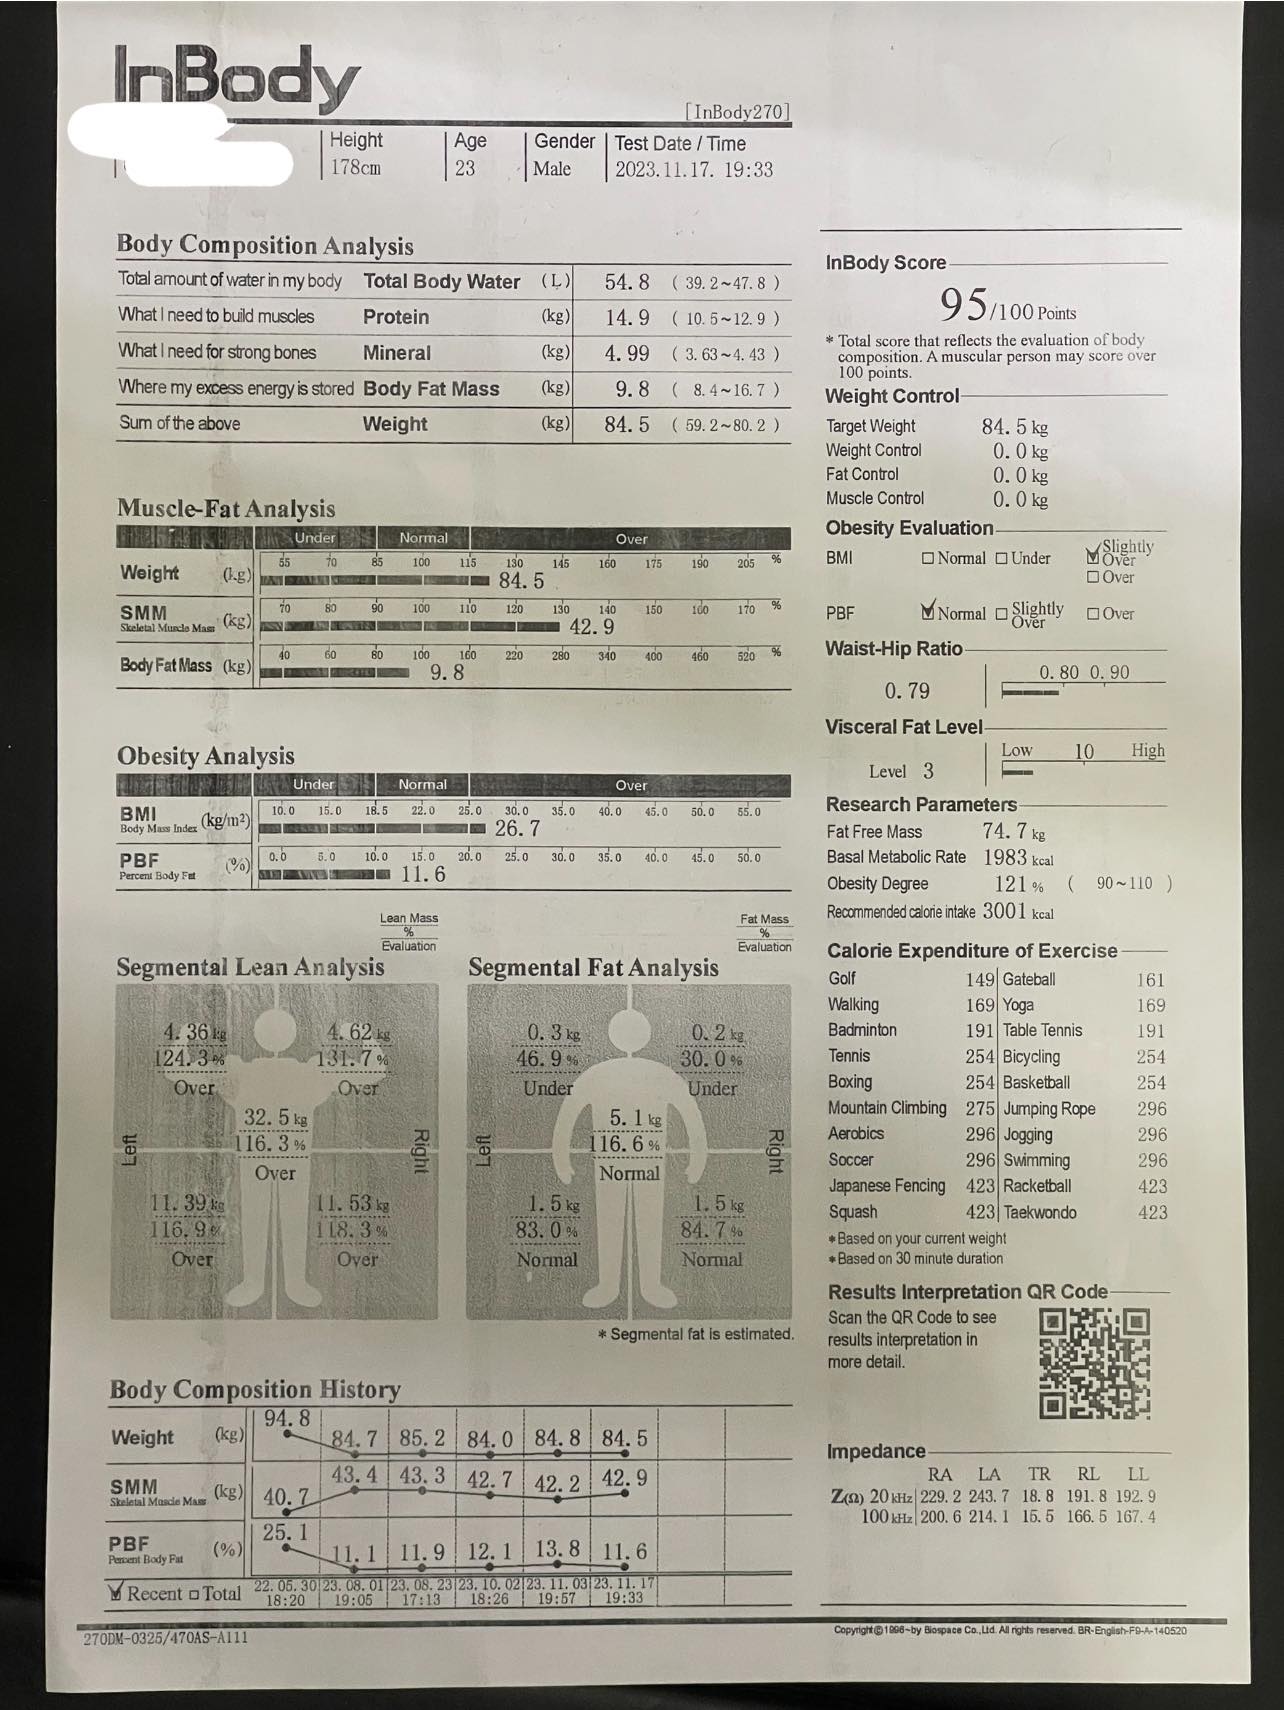 InBody
[InBody270]
Height Age Gender Test Date / Time
178cm 23 Male 2023.11.17. 19:33
Body Composition Analysis
Total amount of water in my body Total Body Water (L) 54.8 ( 39.2~47.8 )
What I need to build muscles Protein (kg) 14.9 ( 10.5~12.9 )
What I need for strong bones Mineral (kg) 4.99 ( 3.63~4.43 )
Where my excess energy is stored Body Fat Mass (kg) 9.8 ( 8.4~16.7 )
Sum of the above Weight (kg) 84.5 ( 59.2~80.2 )
Muscle-Fat Analysis
Under Normal Over
55 70 85 100 115 130 145 160 175 190 205 %
Weight (kg) 84.5
70 80 90 100 110 120 130 140 150 160 170 %
SMM (kg) 42.9
Skeletal Muscle Mass
40 60 80 100 160 220 280 340 400 460 520 %
Body Fat Mass (kg) 9.8
Obesity Analysis
Under Normal Over
10.0 15.0 18.5 22.0 25.0 30.0 35.0 40.0 45.0 50.0 55.0
BMI (kg/m²) 26.7
Body Mass Index
0.0 5.0 10.0 15.0 20.0 25.0 30.0 35.0 40.0 45.0 50.0
PBF (%) 11.6
Percent Body Fat
Lean Mass
%
Evaluation
Segmental Lean Analysis
4.36 kg 4.62 kg
124.3 % 131.7 %
Over Over
32.5 kg
116.3 %
Over
Left Right
11.39 kg 11.53 kg
116.9 % 118.3 %
Over Over
Fat Mass
%
Evaluation
Segmental Fat Analysis
0.3 kg 0.2 kg
46.9 % 30.0 %
Under Under
5.1 kg
116.6 %
Normal
Left Right
1.5 kg 1.5 kg
83.0 % 84.7 %
Normal Normal
* Segmental fat is estimated.
Body Composition History
Weight (kg) 94.8 84.7 85.2 84.0 84.8 84.5
SMM (kg) 40.7 43.4 43.3 42.7 42.2 42.9
Skeletal Muscle Mass
PBF (%) 25.1 11.1 11.9 12.1 13.8 11.6
Percent Body Fat
Recent Total 22.05.30 23.08.01 23.08.23 23.10.02 23.11.03 23.11.17
18:20 19:05 17:13 18:26 19:57 19:33
270DM-0325/470AS-A111
InBody Score
95/100 Points
* Total score that reflects the evaluation of body
composition. A muscular person may score over
100 points.
Weight Control
Target Weight 84.5 kg
Weight Control 0.0 kg
Fat Control 0.0 kg
Muscle Control 0.0 kg
Obesity Evaluation
BMI Normal Under Slightly Over
Over
PBF Normal Slightly Over Over
Waist-Hip Ratio
0.79 0.80 0.90
Visceral Fat Level
Level 3 Low 10 High
Research Parameters
Fat Free Mass 74.7 kg
Basal Metabolic Rate 1983 kcal
Obesity Degree 121 % ( 90~110 )
Recommended calorie intake 3001 kcal
Calorie Expenditure of Exercise
Golf 149 Gateball 161
Walking 169 Yoga 169
Badminton 191 Table Tennis 191
Tennis 254 Bicycling 254
Boxing 254 Basketball 254
Mountain Climbing 275 Jumping Rope 296
Aerobics 296 Jogging 296
Soccer 296 Swimming 296
Japanese Fencing 423 Racketball 423
Squash 423 Taekwondo 423
*Based on your current weight
*Based on 30 minute duration
Results Interpretation QR Code
Scan the QR Code to see
results interpretation in
more detail.
Impedance
RA LA TR RL LL
Z(Ω) 20 kHz 229.2 243.7 18.8 191.8 192.9
100 kHz 200.6 214.1 15.5 166.5 167.4
Copyright©1996~by Biospace Co.,Ltd. All rights reserved. BR-English-F9-A-140520